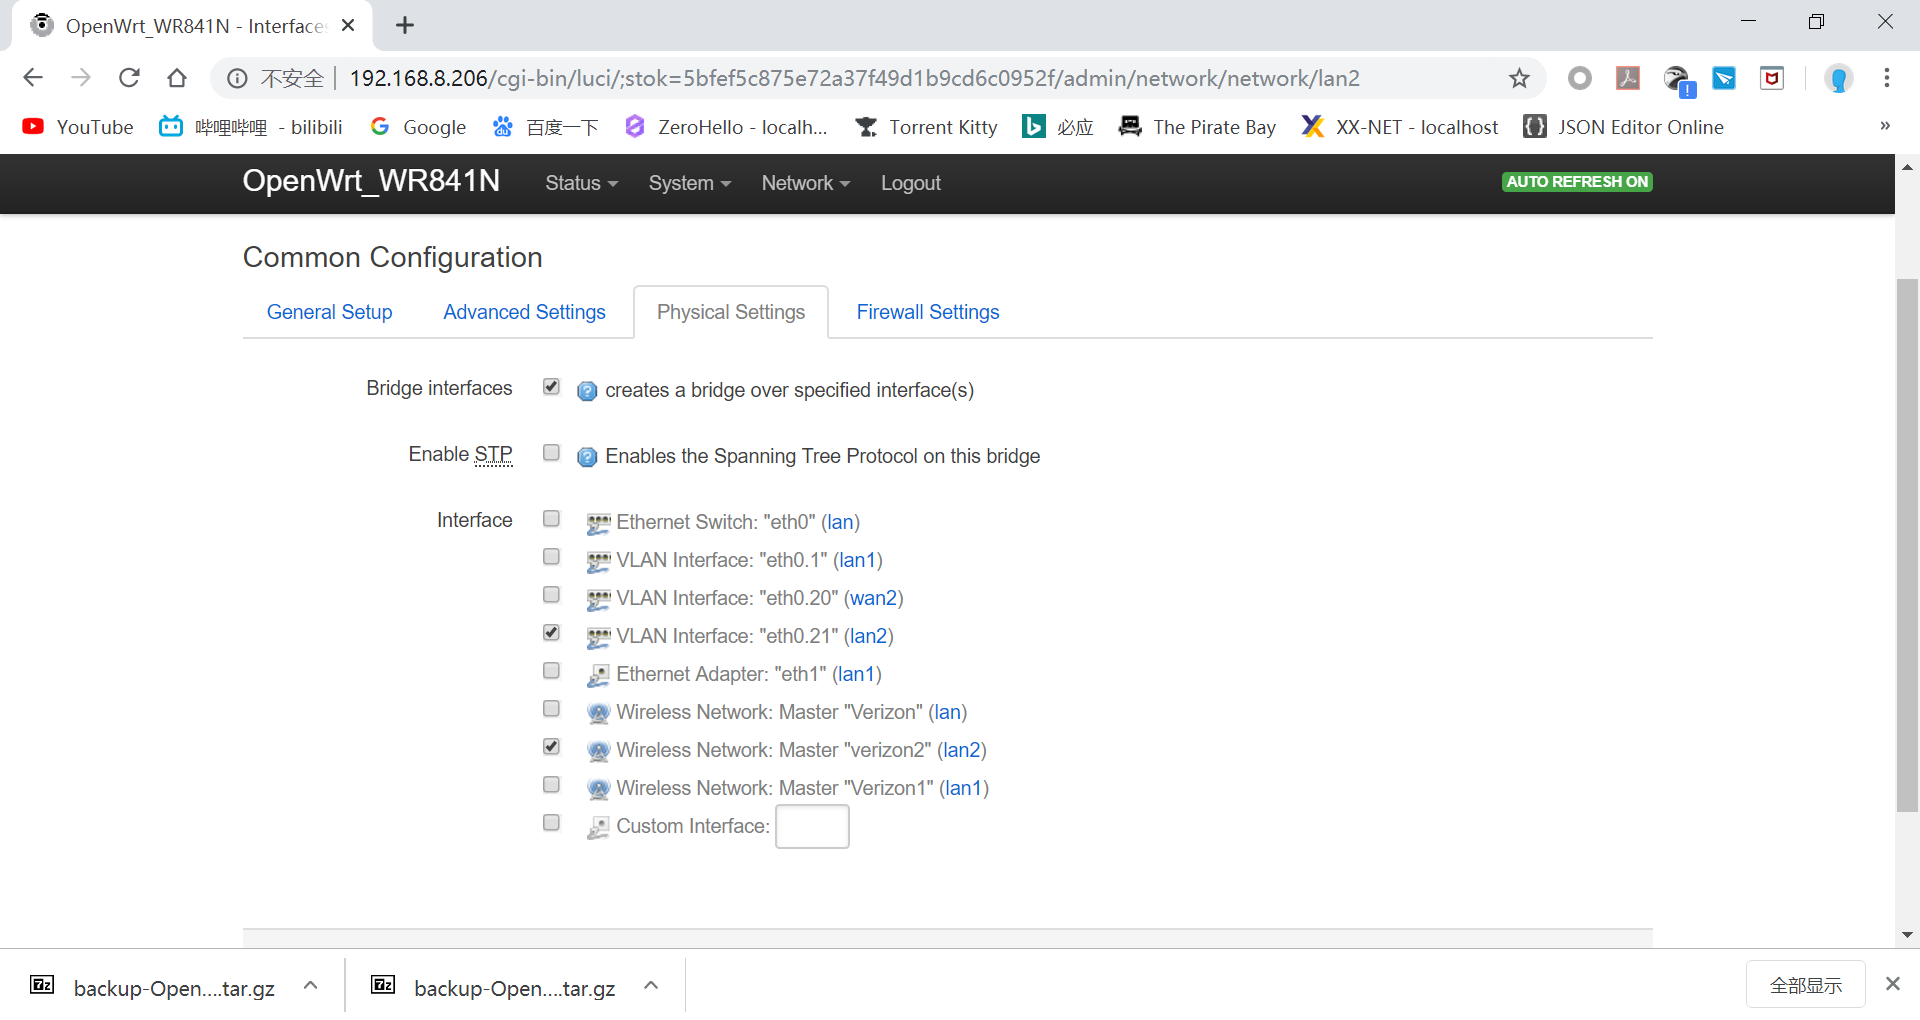 OpenWrt_WR841N - Interfaces
不安全 192.168.8.206/cgi-bin/luci/;stok=5bfef5c875e72a37f49d1b9cd6c0952f/admin/network/network/lan2
YouTube 哔哩哔哩 - bilibili Google 百度一下 ZeroHello - localh... Torrent Kitty 必应 The Pirate Bay XX-NET - localhost JSON Editor Online »
OpenWrt_WR841N Status System Network Logout AUTO REFRESH ON
Common Configuration
General Setup Advanced Settings Physical Settings Firewall Settings
Bridge interfaces creates a bridge over specified interface(s)
Enable STP Enables the Spanning Tree Protocol on this bridge
Interface Ethernet Switch: "eth0" (lan)
VLAN Interface: "eth0.1" (lan1)
VLAN Interface: "eth0.20" (wan2)
VLAN Interface: "eth0.21" (lan2)
Ethernet Adapter: "eth1" (lan1)
Wireless Network: Master "Verizon" (lan)
Wireless Network: Master "verizon2" (lan2)
Wireless Network: Master "Verizon1" (lan1)
Custom Interface:
backup-Open....tar.gz backup-Open....tar.gz 全部显示